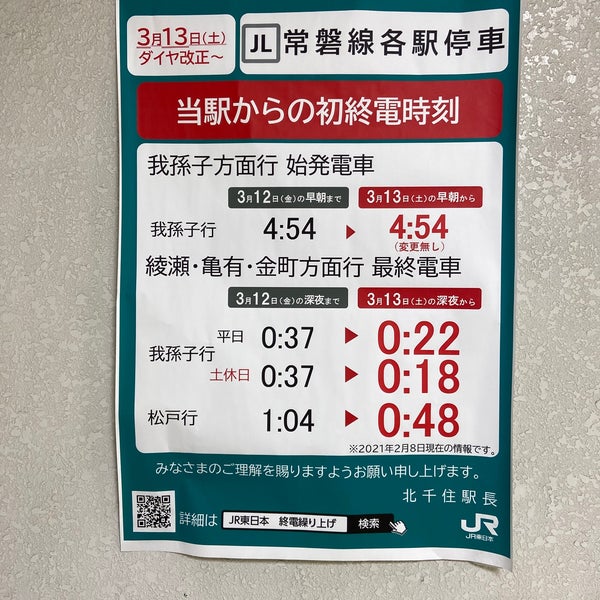 3月13日(土)
ダイヤ改正~
JL 常磐線各駅停車
当駅からの初終電時刻
我孫子方面行 始発電車
3月12日(金)の早朝まで 3月13日(土)の早朝から
我孫子行 4:54 ▶ 4:54
(変更無し)
綾瀬・亀有・金町方面行 最終電車
3月12日(金)の深夜まで 3月13日(土)の深夜から
我孫子行 平日 0:37 ▶ 0:22
土休日 0:37 ▶ 0:18
松戸行 1:04 ▶ 0:48
※2021年2月8日現在の情報です。
みなさまのご理解を賜りますようお願い申し上げます。
北千住駅長
詳細は JR東日本 終電繰り上げ 検索
JR
JR東日本